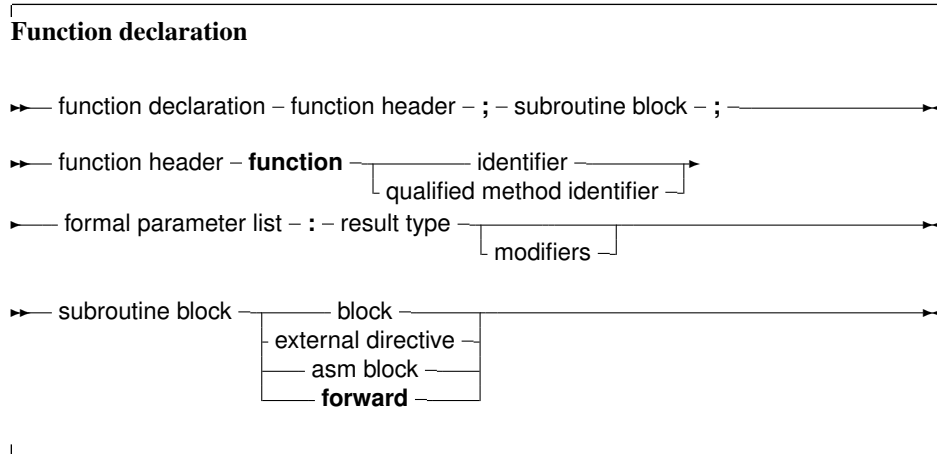 Function declaration
function declaration – function header – ; – subroutine block – ;
function header – function – identifier
qualified method identifier
formal parameter list – : – result type –
modifiers
subroutine block – block
external directive
asm block
forward